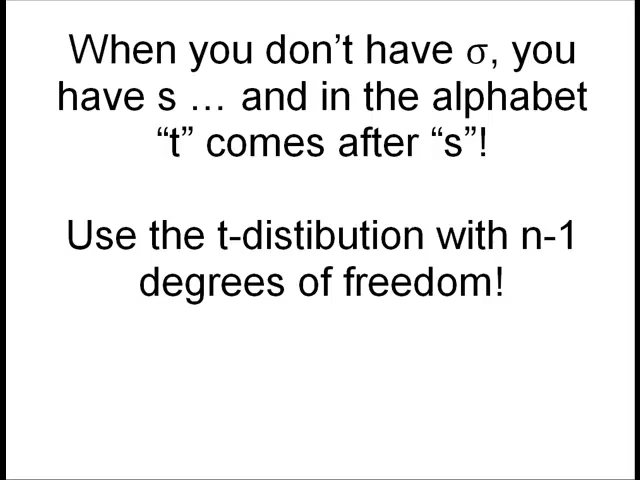 When you don’t have σ, you
have s … and in the alphabet
“t” comes after “s”!
Use the t-distibution with n-1
degrees of freedom!